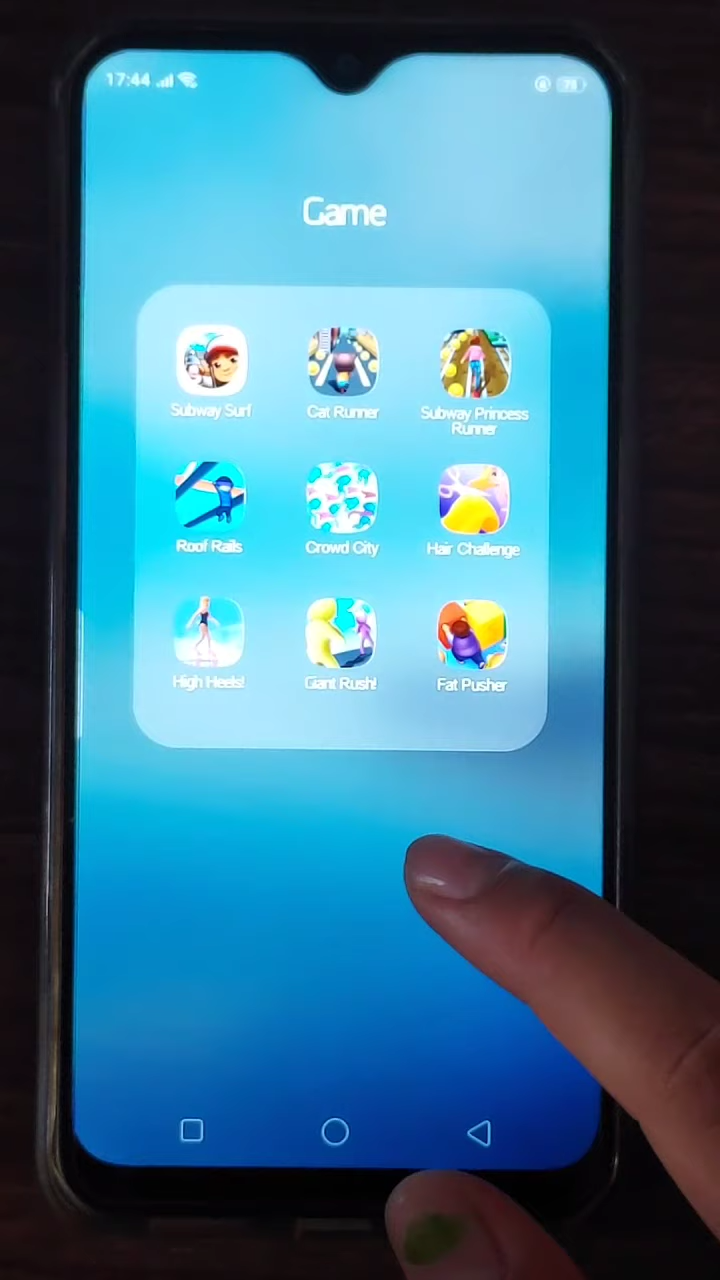 17:44
78
Game
Subway Surf
Cat Runner
Subway Princess
Runner
Roof Rails
Crowd City
Hair Challenge
High Heels!
Giant Rush!
Fat Pusher